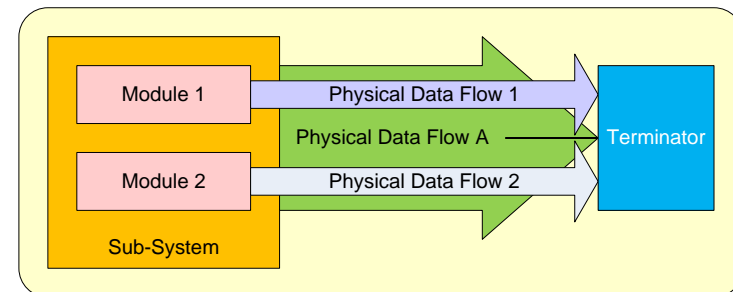 Module 1
Physical Data Flow 1
Physical Data Flow A
Terminator
Module 2
Physical Data Flow 2
Sub-System